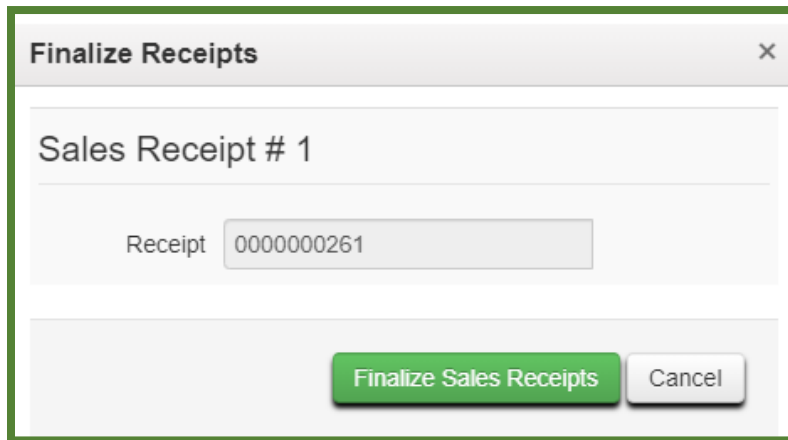 Finalize Receipts ×
Sales Receipt # 1
Receipt 0000000261
Finalize Sales Receipts Cancel